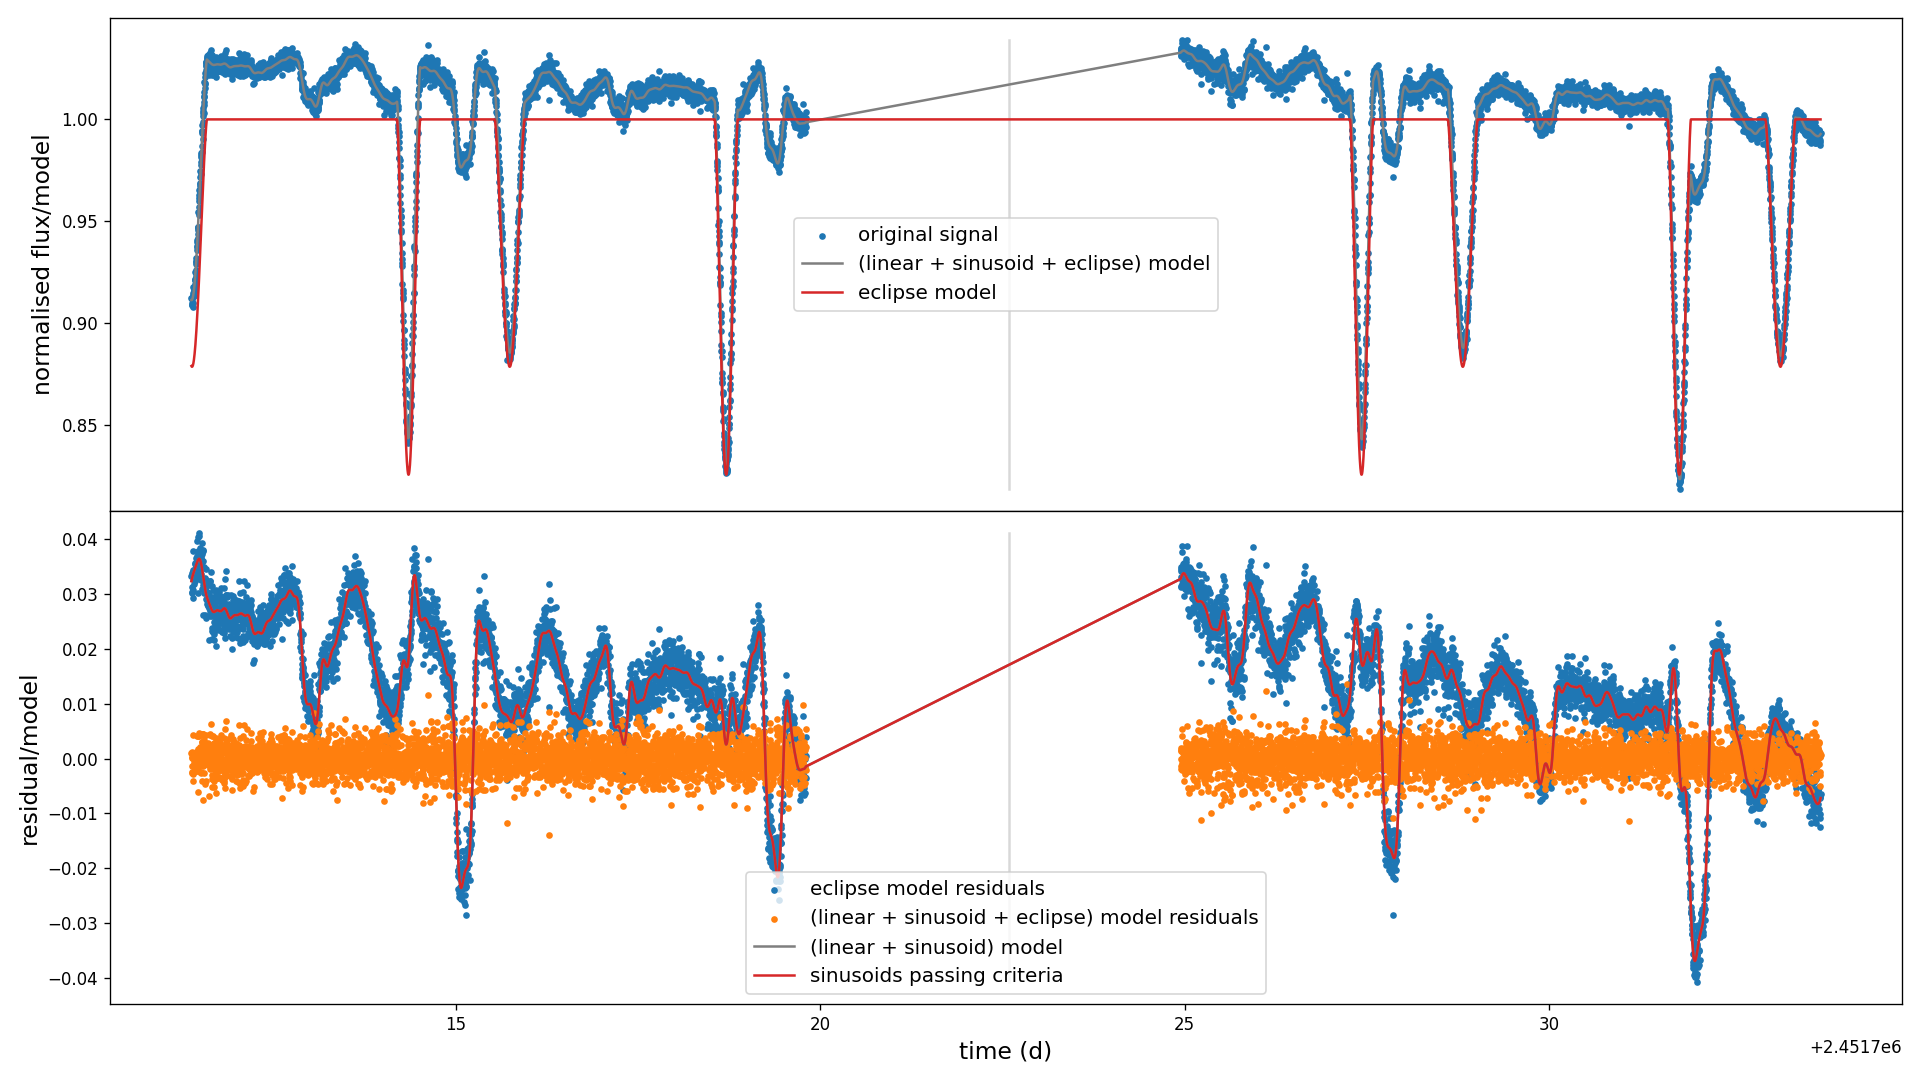 normalised flux/model
1.00
0.95
0.90
0.85
original signal
(linear + sinusoid + eclipse) model
eclipse model
residual/model
0.04
0.03
0.02
0.01
0.00
−0.01
−0.02
−0.03
−0.04
eclipse model residuals
(linear + sinusoid + eclipse) model residuals
(linear + sinusoid) model
sinusoids passing criteria
15
20
25
30
time (d)
+2.4517e6